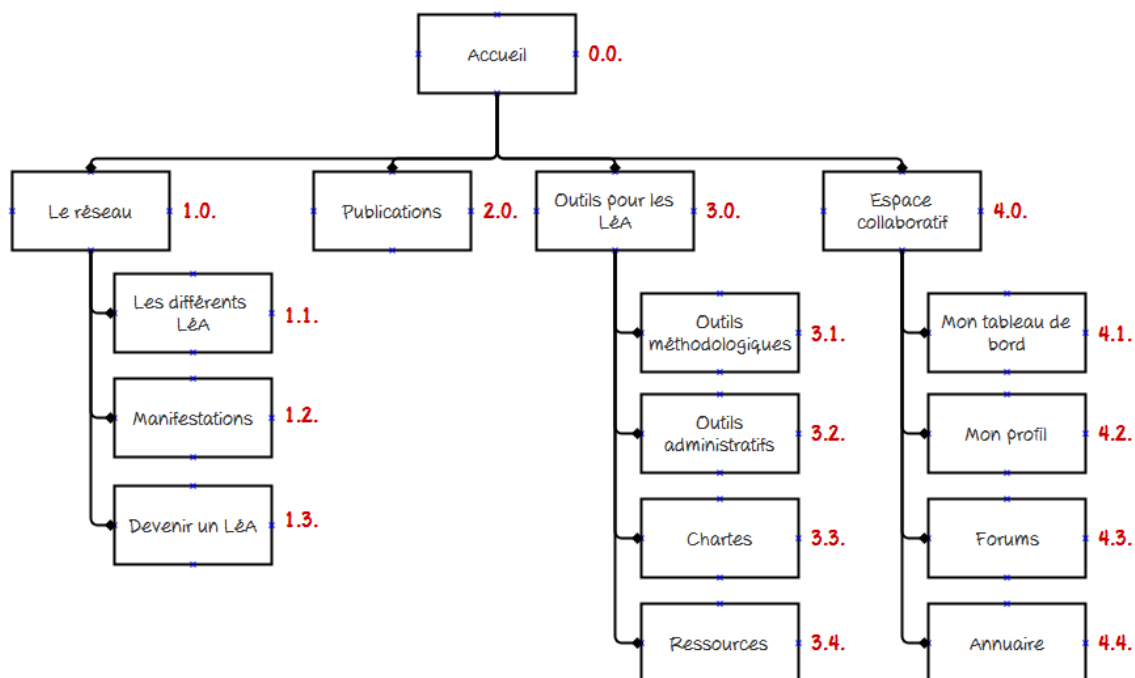 Accueil
0.0.
Le réseau
1.0.
Publications
2.0.
Outils pour les
LéA
3.0.
Espace
collaboratif
4.0.
Les différents
LéA
1.1.
Manifestations
1.2.
Devenir un LéA
1.3.
Outils
méthodologiques
3.1.
Outils
administratifs
3.2.
Chartes
3.3.
Ressources
3.4.
Mon tableau de
bord
4.1.
Mon profil
4.2.
Forums
4.3.
Annuaire
4.4.